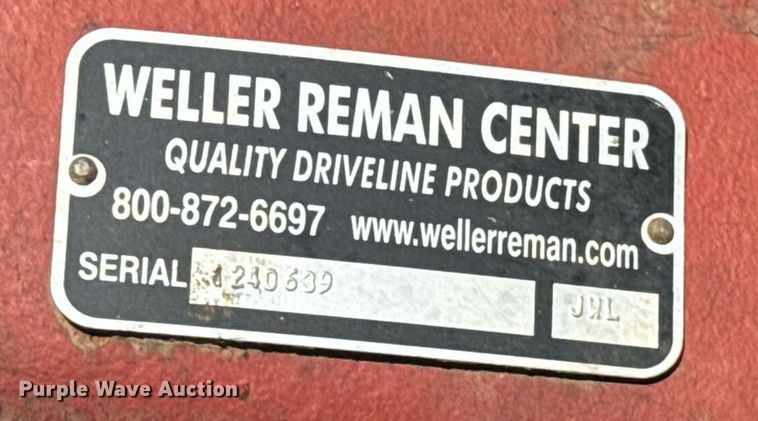 WELLER REMAN CENTER
QUALITY DRIVELINE PRODUCTS
800-872-6697 www.wellerreman.com
SERIAL 1240639 JWL
Purple Wave Auction